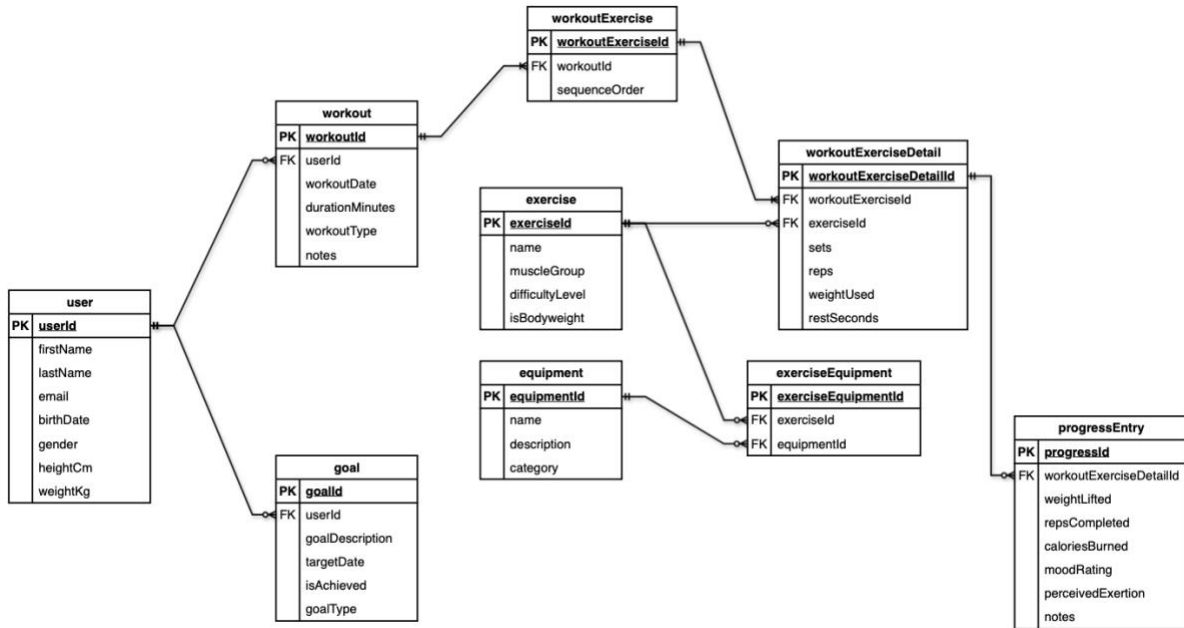 workoutExercise
PK workoutExerciseId
FK workoutId
sequenceOrder
workout
PK workoutId
FK userId
workoutDate
durationMinutes
workoutType
notes
workoutExerciseDetail
PK workoutExerciseDetailId
FK workoutExerciseId
FK exerciseId
sets
reps
weightUsed
restSeconds
exercise
PK exerciseId
name
muscleGroup
difficultyLevel
isBodyweight
user
PK userId
firstName
lastName
email
birthDate
gender
heightCm
weightKg
equipment
PK equipmentId
name
description
category
exerciseEquipment
PK exerciseEquipmentId
FK exerciseId
FK equipmentId
goal
PK goalId
FK userId
goalDescription
targetDate
isAchieved
goalType
progressEntry
PK progressId
FK workoutExerciseDetailId
weightLifted
repsCompleted
caloriesBurned
moodRating
perceivedExertion
notes